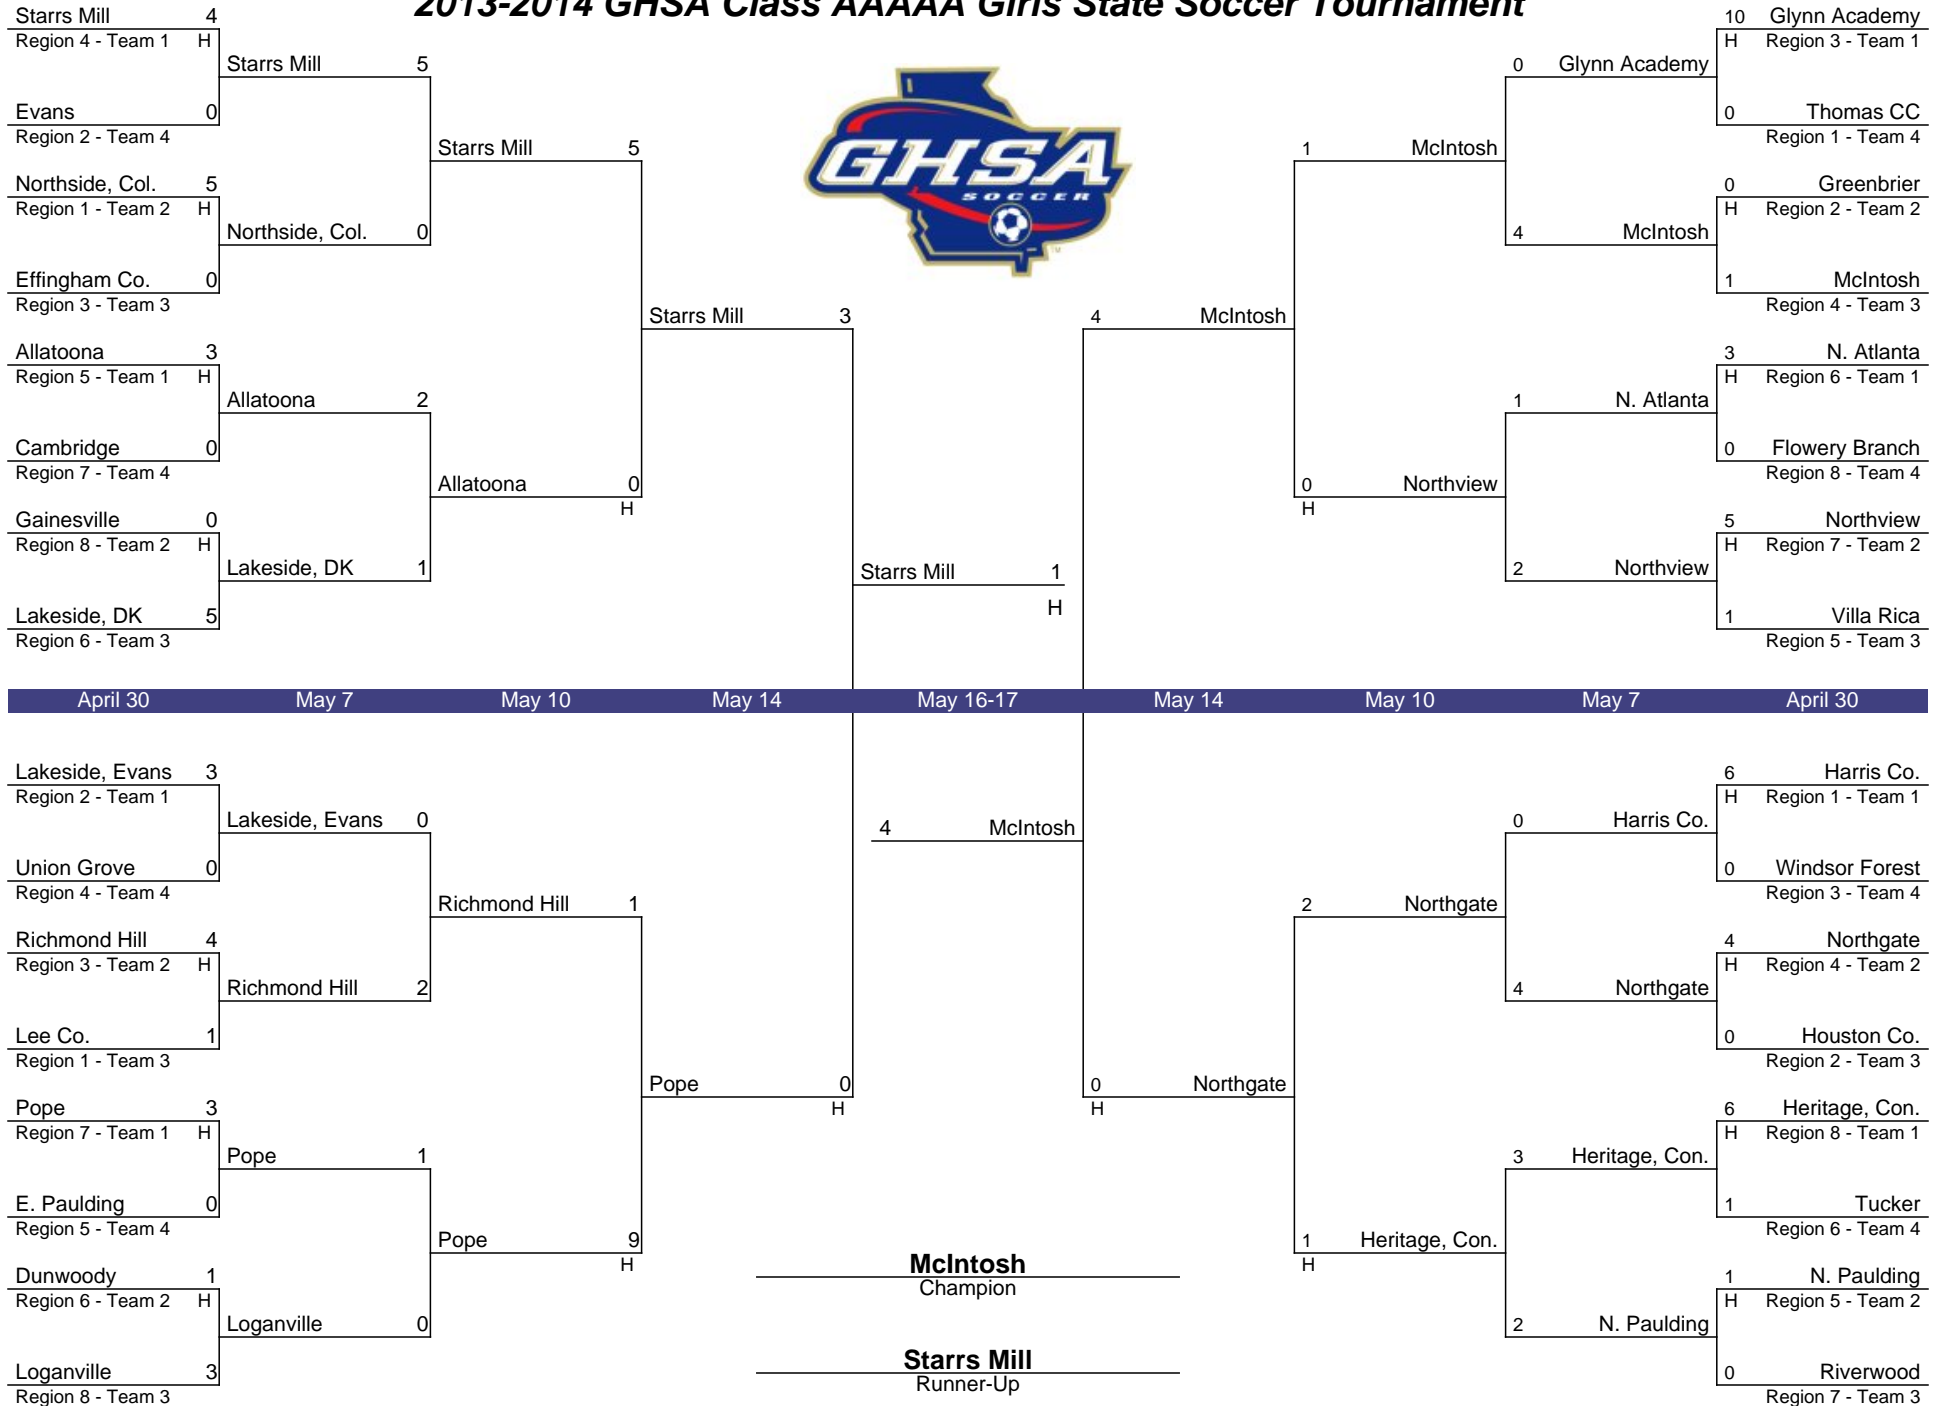 2013-2014 GHSA Class AAAAA Girls State Soccer Tournament
Starrs Mill 4
Region 4 - Team 1 H
Starrs Mill 5
Evans 0
Region 2 - Team 4
Starrs Mill 5
Northside, Col. 5
Region 1 - Team 2 H
Northside, Col. 0
Effingham Co. 0
Region 3 - Team 3
Starrs Mill 3
Allatoona 3
Region 5 - Team 1 H
Allatoona 2
Cambridge 0
Region 7 - Team 4
Allatoona 0
H
Gainesville 0
Region 8 - Team 2 H
Lakeside, DK 1
Lakeside, DK 5
Region 6 - Team 3
GHSA
SOCCER
Starrs Mill 1
H
10 Glynn Academy
H Region 3 - Team 1
0 Glynn Academy
0 Thomas CC
Region 1 - Team 4
1 McIntosh
0 Greenbrier
H Region 2 - Team 2
4 McIntosh
1 McIntosh
Region 4 - Team 3
4 McIntosh
3 N. Atlanta
H Region 6 - Team 1
1 N. Atlanta
0 Flowery Branch
Region 8 - Team 4
0 Northview
H
5 Northview
H Region 7 - Team 2
2 Northview
1 Villa Rica
Region 5 - Team 3
April 30 May 7 May 10 May 14 May 16-17 May 14 May 10 May 7 April 30
Lakeside, Evans 3
Region 2 - Team 1
Lakeside, Evans 0
Union Grove 0
Region 4 - Team 4
Richmond Hill 1
Richmond Hill 4
Region 3 - Team 2 H
Richmond Hill 2
Lee Co. 1
Region 1 - Team 3
Pope 0
H
Pope 3
Region 7 - Team 1 H
Pope 1
E. Paulding 0
Region 5 - Team 4
Pope 9
H
Dunwoody 1
Region 6 - Team 2 H
Loganville 0
Loganville 3
Region 8 - Team 3
4 McIntosh
6 Harris Co.
H Region 1 - Team 1
0 Harris Co.
0 Windsor Forest
Region 3 - Team 4
2 Northgate
4 Northgate
H Region 4 - Team 2
4 Northgate
0 Houston Co.
Region 2 - Team 3
0 Northgate
H
6 Heritage, Con.
H Region 8 - Team 1
3 Heritage, Con.
1 Tucker
Region 6 - Team 4
1 Heritage, Con.
H
1 N. Paulding
H Region 5 - Team 2
2 N. Paulding
0 Riverwood
Region 7 - Team 3
McIntosh
Champion
Starrs Mill
Runner-Up